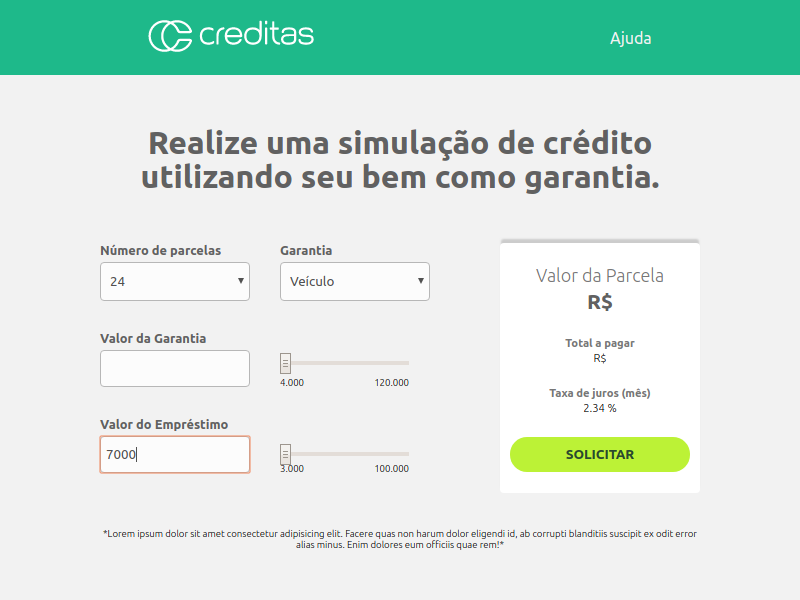 creditas
Ajuda
Realize uma simulação de crédito
utilizando seu bem como garantia.
Número de parcelas
24
Garantia
Veículo
Valor da Garantia
4.000
120.000
Valor do Empréstimo
7000
3.000
100.000
Valor da Parcela
R$
Total a pagar
R$
Taxa de juros (mês)
2.34 %
SOLICITAR
*Lorem ipsum dolor sit amet consectetur adipisicing elit. Facere quas non harum dolor eligendi id, ab corrupti blanditiis suscipit ex odit error
alias minus. Enim dolores eum officiis quae rem!*